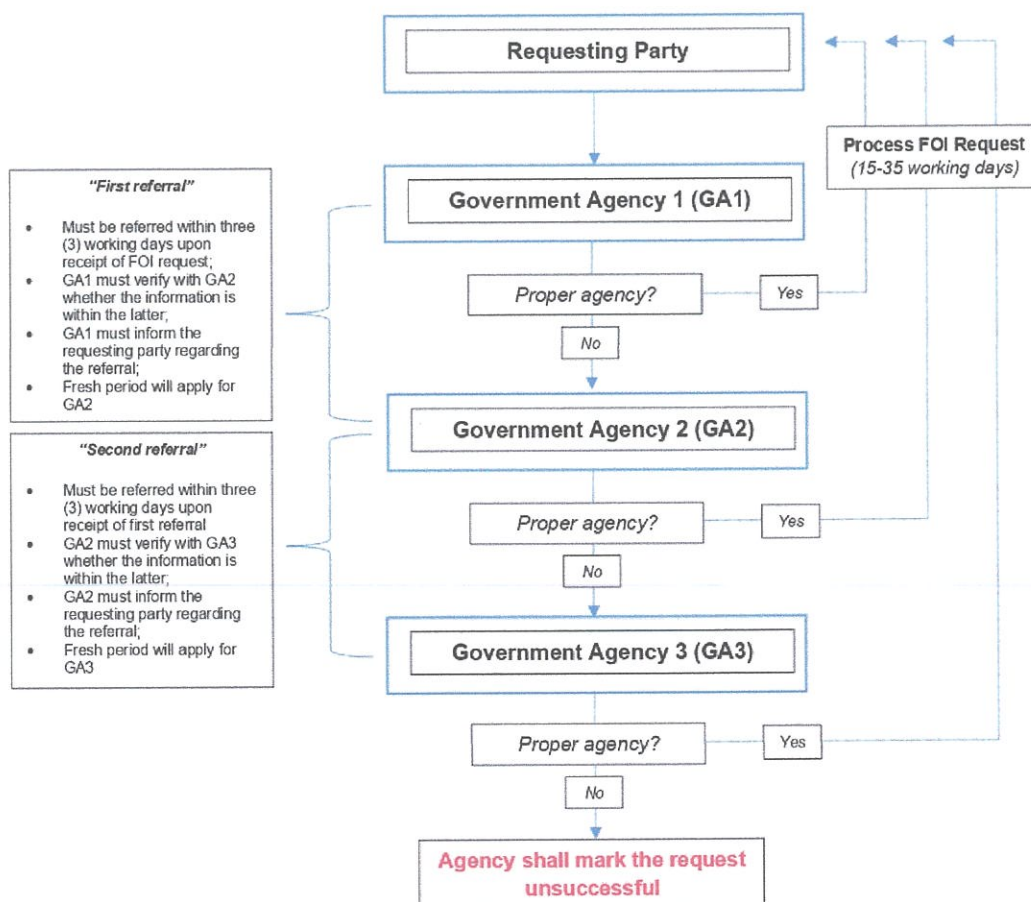 Requesting Party
Process FOI Request
(15-35 working days)
"First referral"
• Must be referred within three
(3) working days upon
receipt of FOI request;
• GA1 must verify with GA2
whether the information is
within the latter;
• GA1 must inform the
requesting party regarding
the referral;
• Fresh period will apply for
GA2
Government Agency 1 (GA1)
Proper agency?
Yes
No
Government Agency 2 (GA2)
"Second referral"
• Must be referred within three
(3) working days upon
receipt of first referral
• GA2 must verify with GA3
whether the information is
within the latter;
• GA2 must inform the
requesting party regarding
the referral;
• Fresh period will apply for
GA3
Proper agency?
Yes
No
Government Agency 3 (GA3)
Proper agency?
Yes
No
Agency shall mark the request
unsuccessful